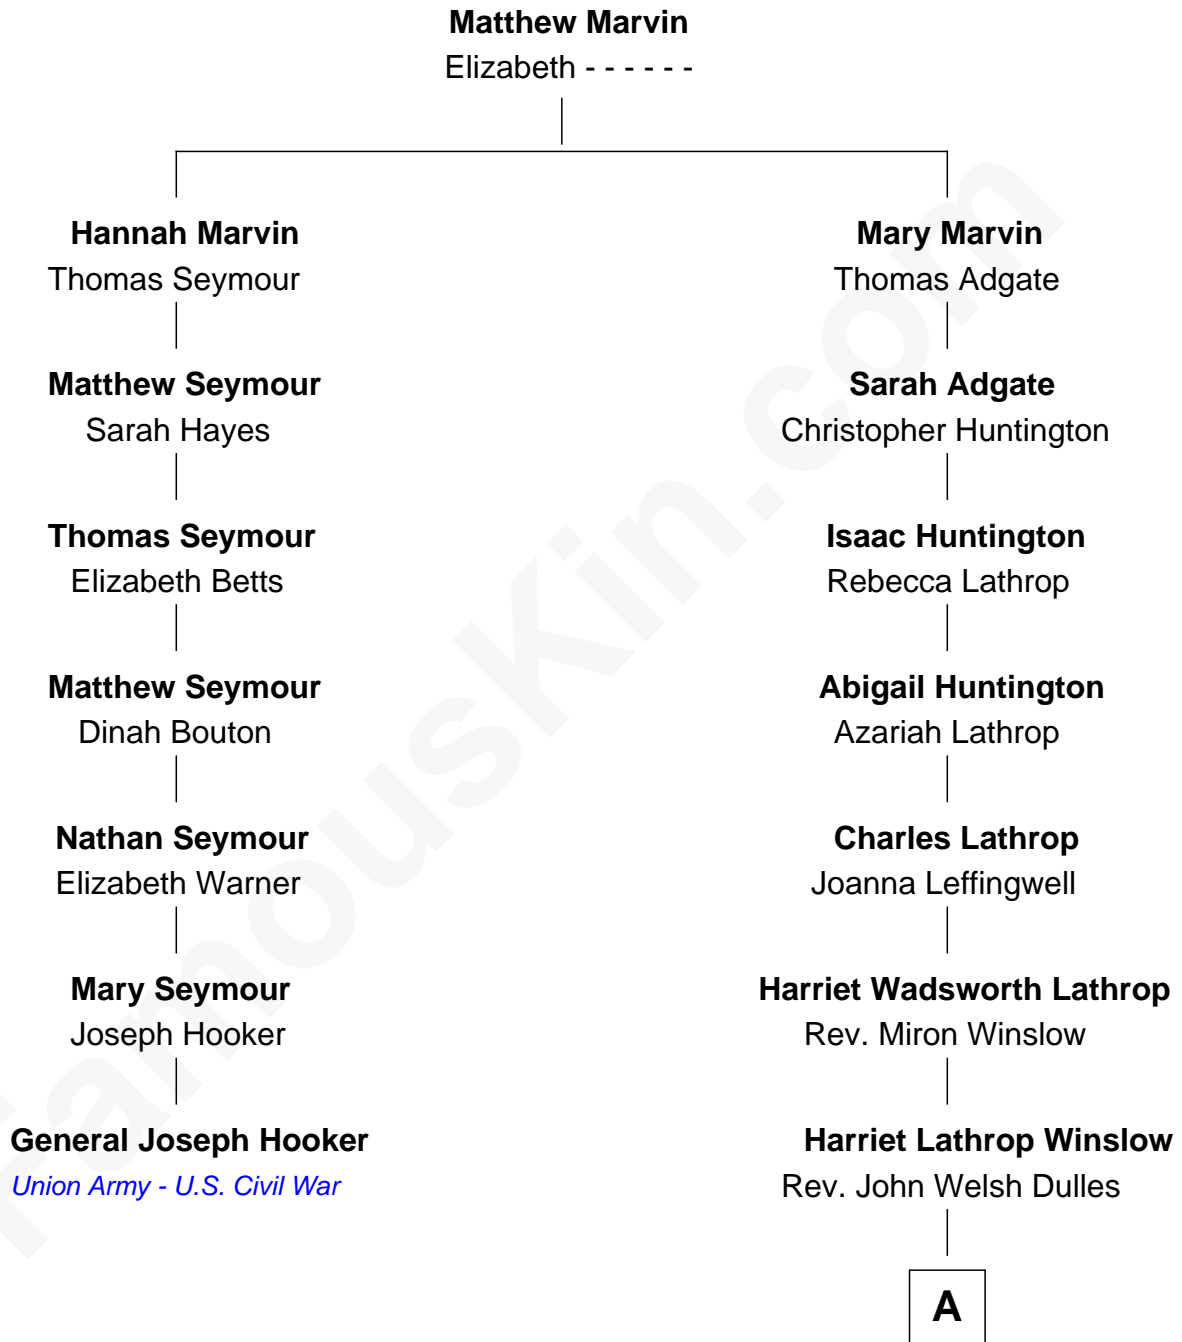 Matthew Marvin
Elizabeth - - - - - -
Hannah Marvin
Thomas Seymour
Mary Marvin
Thomas Adgate
Matthew Seymour
Sarah Hayes
Sarah Adgate
Christopher Huntington
Thomas Seymour
Elizabeth Betts
Isaac Huntington
Rebecca Lathrop
Matthew Seymour
Dinah Bouton
Abigail Huntington
Azariah Lathrop
Nathan Seymour
Elizabeth Warner
Charles Lathrop
Joanna Leffingwell
Mary Seymour
Joseph Hooker
Harriet Wadsworth Lathrop
Rev. Miron Winslow
General Joseph Hooker
Union Army - U.S. Civil War
Harriet Lathrop Winslow
Rev. John Welsh Dulles
A
FamousKin.com